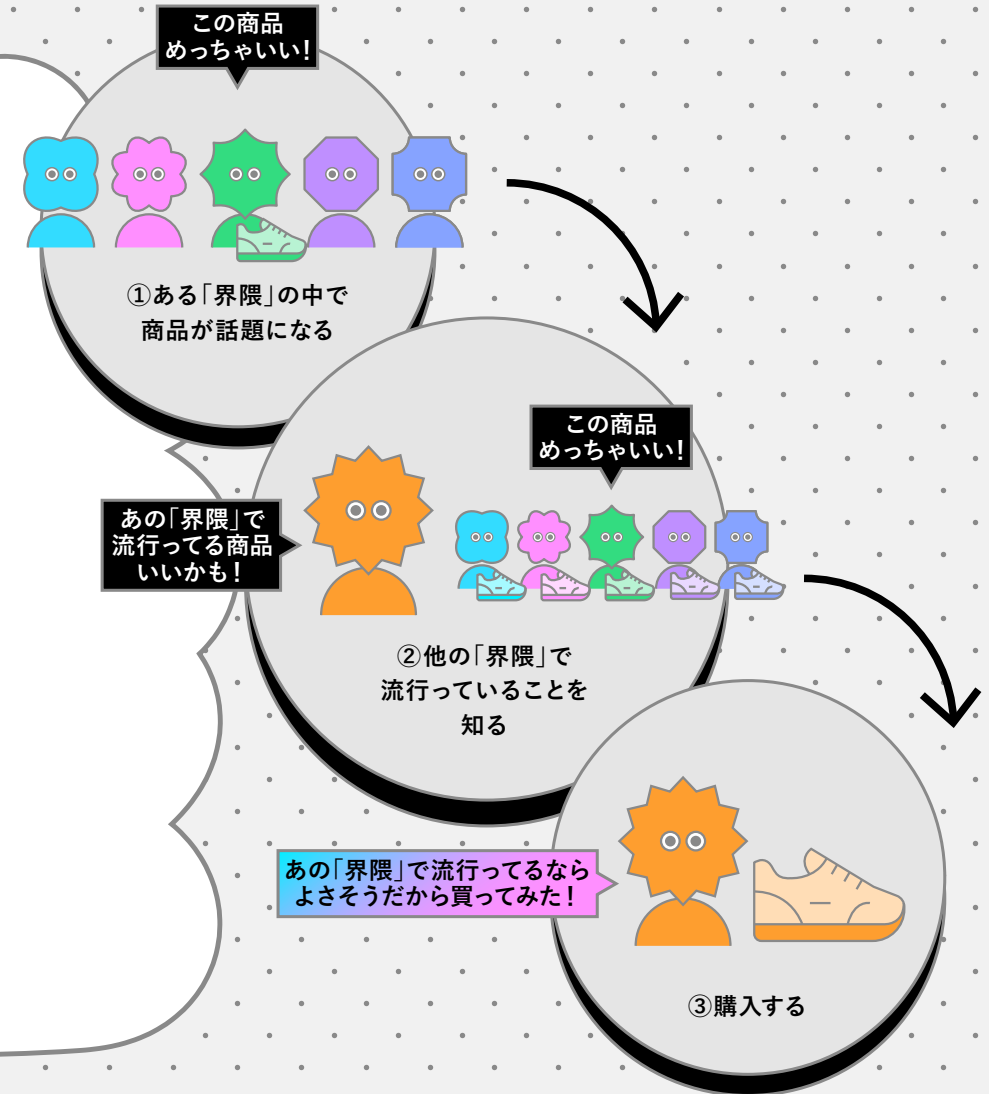 この商品
めっちゃいい！
①ある「界隈」の中で
商品が話題になる
この商品
めっちゃいい！
あの「界隈」で
流行ってる商品
いいかも！
②他の「界隈」で
流行っていることを
知る
あの「界隈」で流行ってるなら
よさそうだから買ってみた！
③購入する